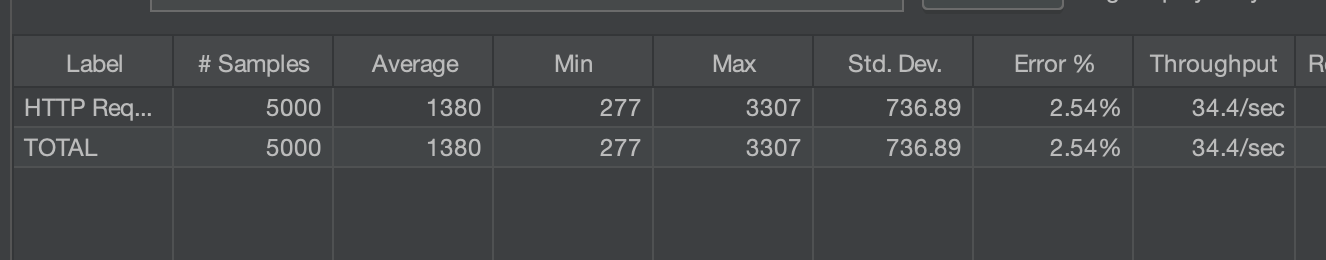 Label # Samples Average Min Max Std. Dev. Error % Throughput
HTTP Req... 5000 1380 277 3307 736.89 2.54% 34.4/sec
TOTAL 5000 1380 277 3307 736.89 2.54% 34.4/sec